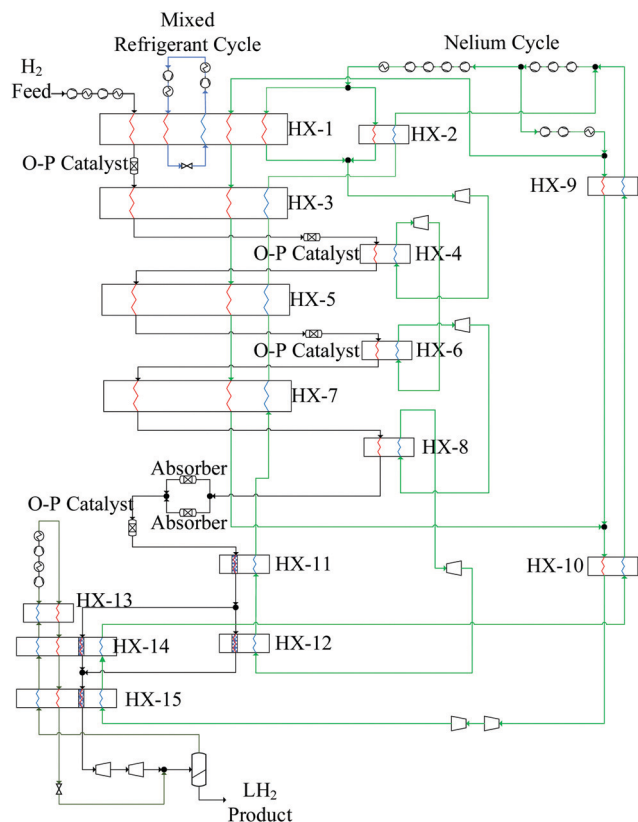 Mixed
Refrigerant Cycle
Nelium Cycle
H2
Feed
HX-1
HX-2
O-P Catalyst
HX-3
HX-9
O-P Catalyst
HX-4
HX-5
O-P Catalyst
HX-6
HX-7
HX-8
Absorber
O-P Catalyst
Absorber
HX-11
HX-10
HX-13
HX-14
HX-12
HX-15
LH2
Product